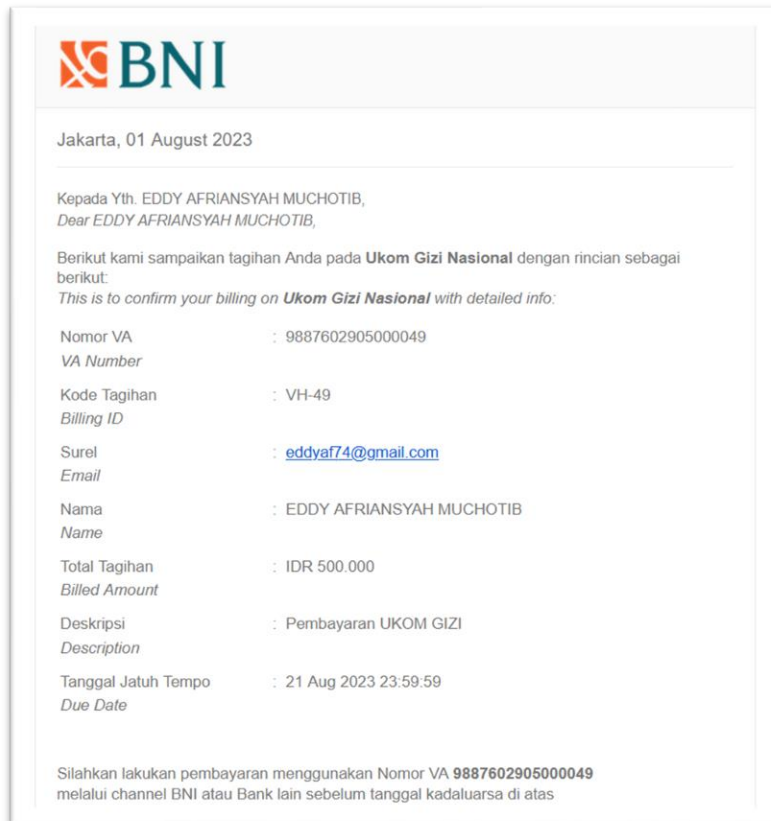 BNI
Jakarta, 01 August 2023
Kepada Yth. EDDY AFRIANSYAH MUCHOTIB,
Dear EDDY AFRIANSYAH MUCHOTIB,
Berikut kami sampaikan tagihan Anda pada Ukom Gizi Nasional dengan rincian sebagai
berikut:
This is to confirm your billing on Ukom Gizi Nasional with detailed info:
Nomor VA : 9887602905000049
VA Number
Kode Tagihan : VH-49
Billing ID
Surel : eddyaf74@gmail.com
Email
Nama : EDDY AFRIANSYAH MUCHOTIB
Name
Total Tagihan : IDR 500.000
Billed Amount
Deskripsi : Pembayaran UKOM GIZI
Description
Tanggal Jatuh Tempo : 21 Aug 2023 23:59:59
Due Date
Silahkan lakukan pembayaran menggunakan Nomor VA 9887602905000049
melalui channel BNI atau Bank lain sebelum tanggal kadaluarsa di atas